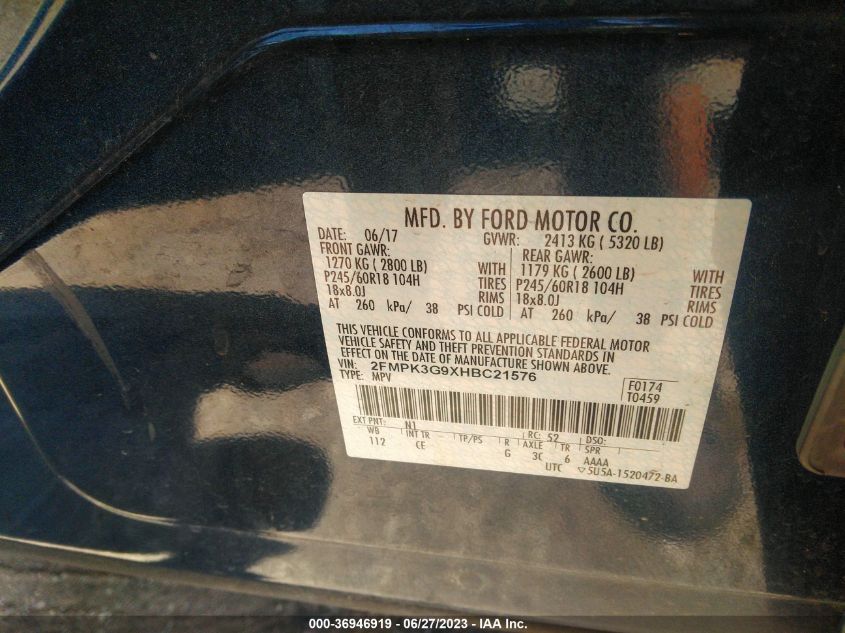 MFD. BY FORD MOTOR CO.
DATE: 06/17 GVWR: 2413 KG ( 5320 LB)
FRONT GAWR: REAR GAWR:
1270 KG ( 2800 LB) WITH 1179 KG ( 2600 LB) WITH
P245/60R18 104H TIRES P245/60R18 104H TIRES
18x8.0J RIMS 18x8.0J RIMS
AT 260 kPa/ 38 PSI COLD AT 260 kPa/ 38 PSI COLD
THIS VEHICLE CONFORMS TO ALL APPLICABLE FEDERAL MOTOR
VEHICLE SAFETY AND THEFT PREVENTION STANDARDS IN
EFFECT ON THE DATE OF MANUFACTURE SHOWN ABOVE.
VIN: 2FMPK3G9XHBC21576
TYPE: MPV
F0174
T0459
EXT PNT: N1 RC: 52 DSO:
WB INT TR TP/PS R AXLE TR SPR
112 CE G 3C 6 AAAA
UTC ▽5U5A-1520472-BA
000-36946919 - 06/27/2023 - IAA Inc.